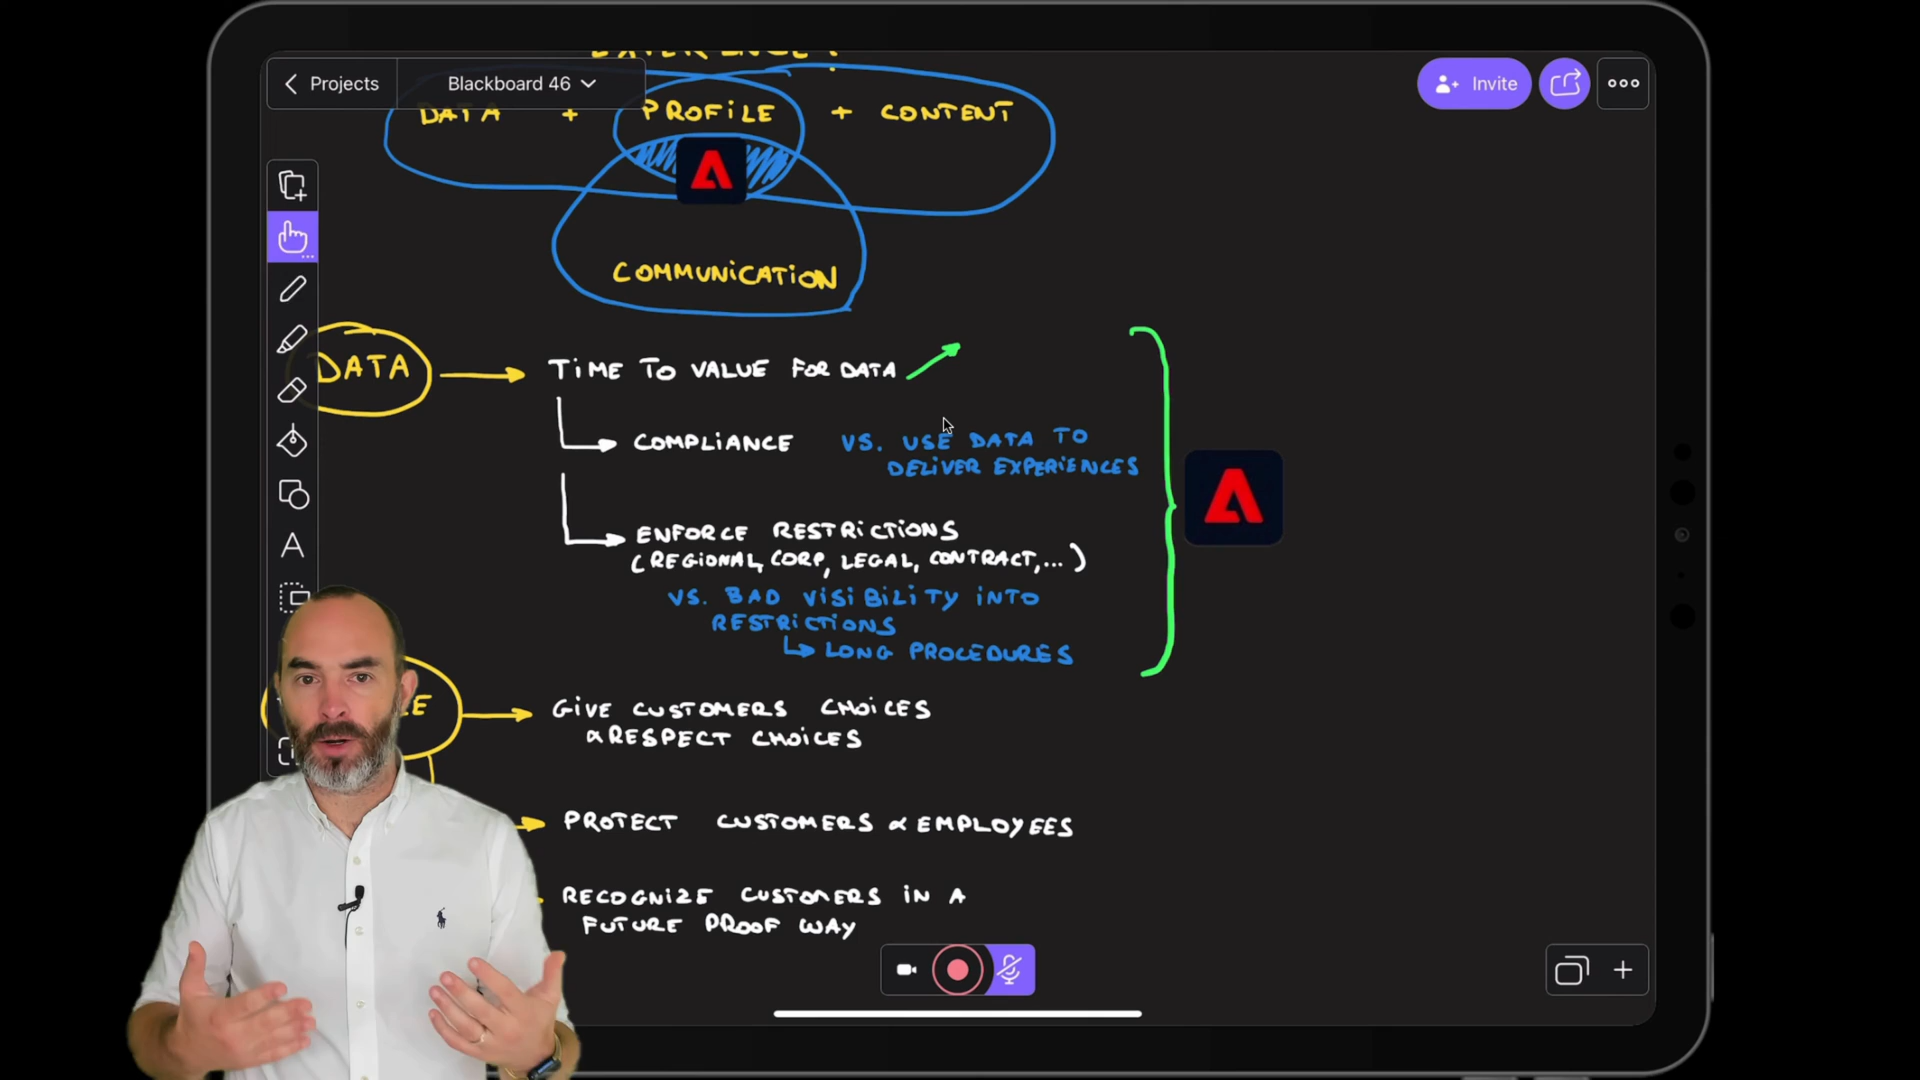 Projects
Blackboard 46
Invite
DATA + PROFILE + CONTENT
COMMUNICATION
DATA
TIME TO VALUE FOR DATA
COMPLIANCE VS. USE DATA TO
DELIVER EXPERIENCES
ENFORCE RESTRICTIONS
(REGIONAL, CORP, LEGAL, CONTRACT,...)
VS. BAD VISIBILITY INTO
RESTRICTIONS
LONG PROCEDURES
GIVE CUSTOMERS CHOICES
& RESPECT CHOICES
PROTECT CUSTOMERS & EMPLOYEES
RECOGNIZE CUSTOMERS IN A
FUTURE PROOF WAY